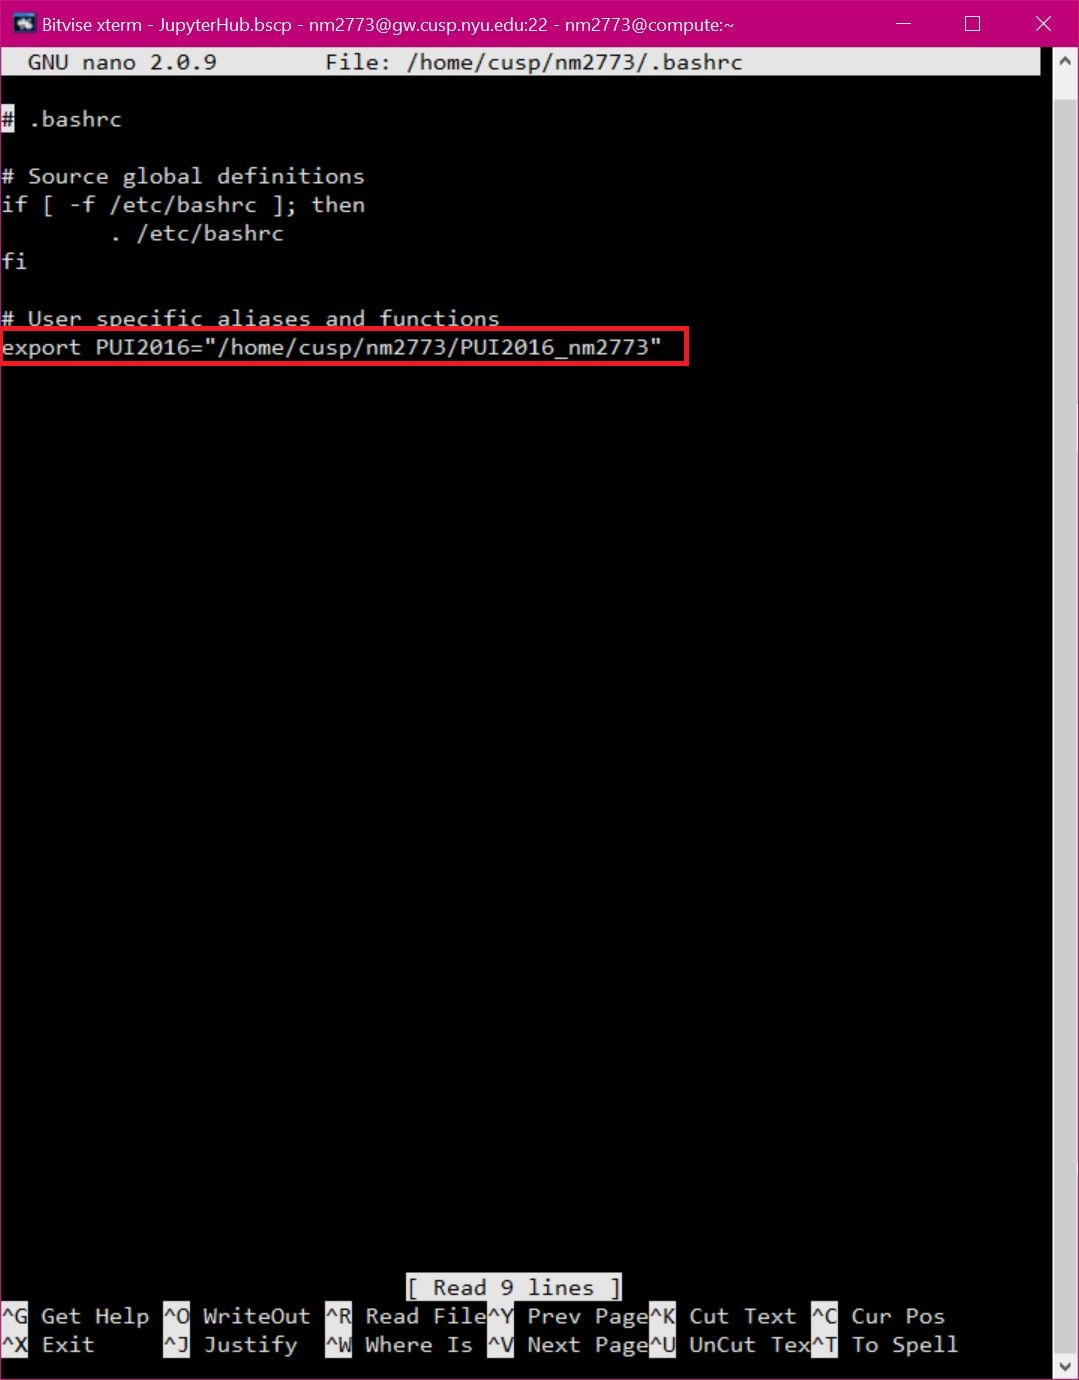 Bitvise xterm - JupyterHub.bscp - nm2773@gw.cusp.nyu.edu:22 - nm2773@compute:~
GNU nano 2.0.9 File: /home/cusp/nm2773/.bashrc
# .bashrc
# Source global definitions
if [ -f /etc/bashrc ]; then
. /etc/bashrc
fi
# User specific aliases and functions
export PUI2016="/home/cusp/nm2773/PUI2016_nm2773"
[ Read 9 lines ]
^G Get Help ^O WriteOut ^R Read File^Y Prev Page^K Cut Text ^C Cur Pos
^X Exit ^J Justify ^W Where Is ^V Next Page^U UnCut Tex^T To Spell